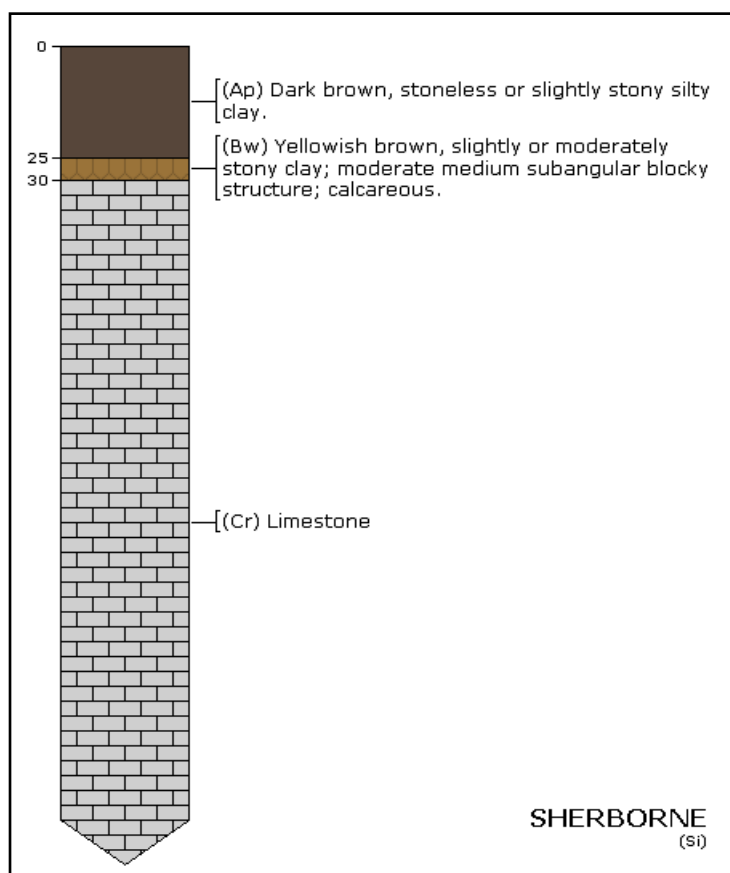 0
(Ap) Dark brown, stoneless or slightly stony silty
clay.
25
(Bw) Yellowish brown, slightly or moderately
stony clay; moderate medium subangular blocky
structure; calcareous.
30
(Cr) Limestone
SHERBORNE
(Si)